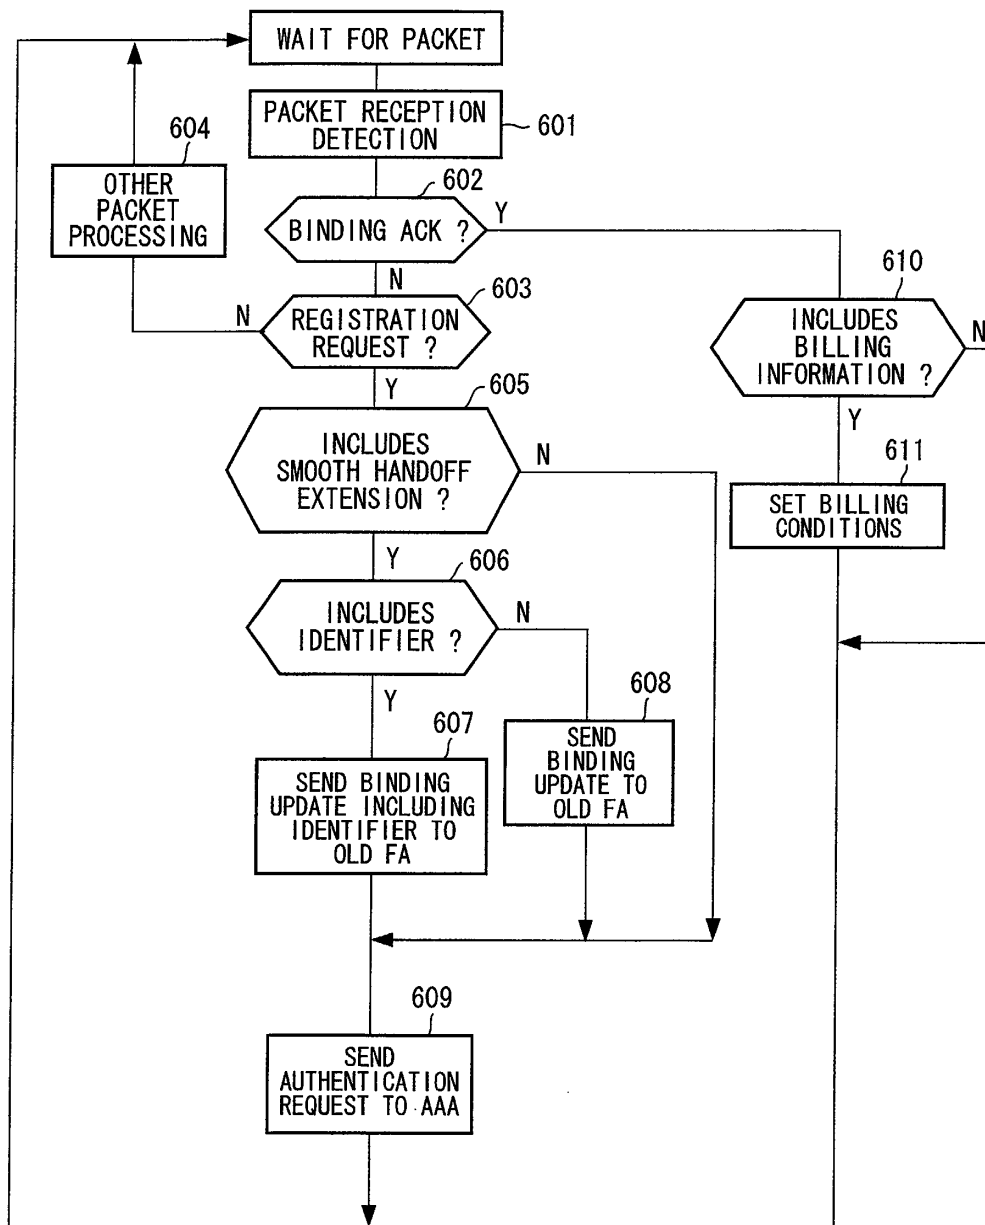 WAIT FOR PACKET
PACKET RECEPTION
DETECTION
601
604
OTHER
PACKET
PROCESSING
602
BINDING ACK ?
Y
N
603
REGISTRATION
REQUEST ?
N
Y
610
INCLUDES
BILLING
INFORMATION ?
N
Y
605
INCLUDES
SMOOTH HANDOFF
EXTENSION ?
N
Y
611
SET BILLING
CONDITIONS
606
INCLUDES
IDENTIFIER ?
N
Y
607
SEND BINDING
UPDATE INCLUDING
IDENTIFIER TO
OLD FA
608
SEND
BINDING
UPDATE TO
OLD FA
609
SEND
AUTHENTICATION
REQUEST TO AAA